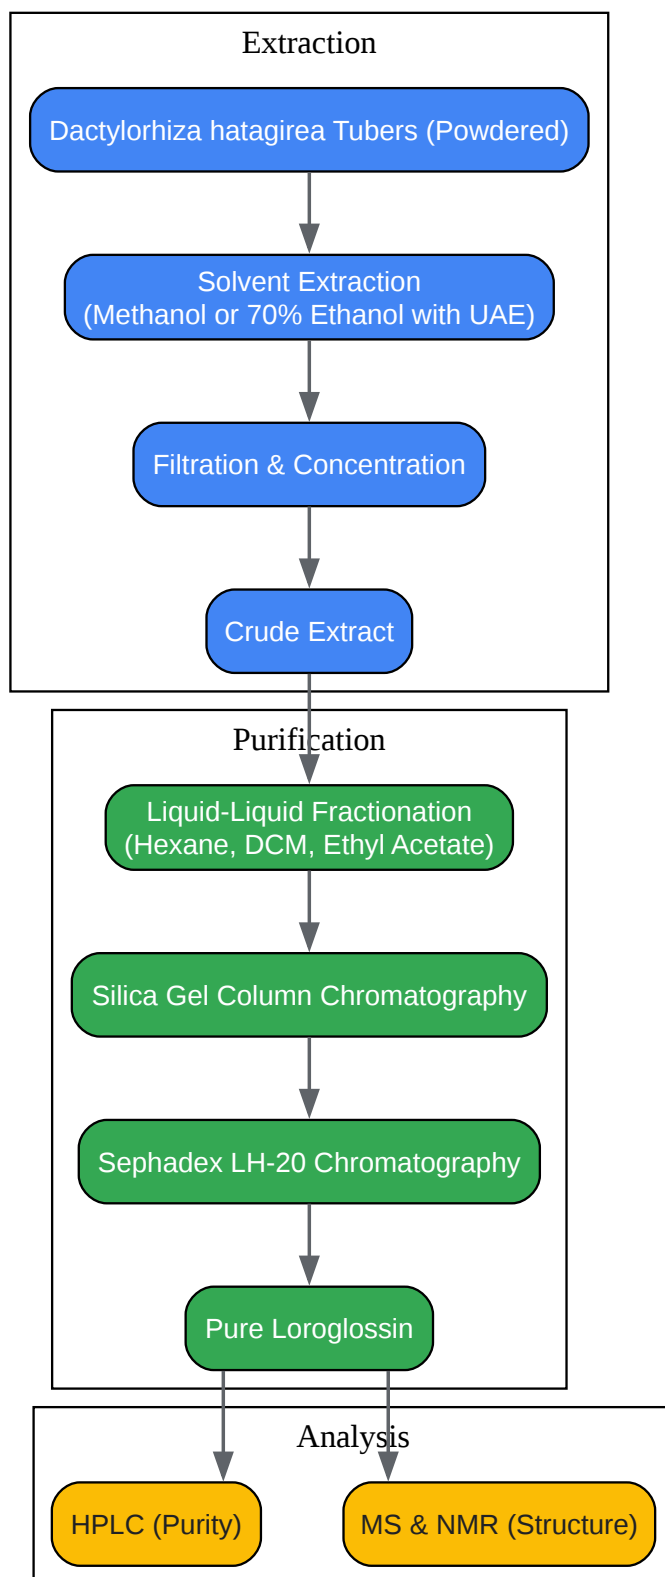 Extraction
Dactylorhiza hatagirea Tubers (Powdered)
Solvent Extraction
(Methanol or 70% Ethanol with UAE)
Filtration & Concentration
Crude Extract
Purification
Liquid-Liquid Fractionation
(Hexane, DCM, Ethyl Acetate)
Silica Gel Column Chromatography
Sephadex LH-20 Chromatography
Pure Loroglossin
Analysis
HPLC (Purity)
MS & NMR (Structure)